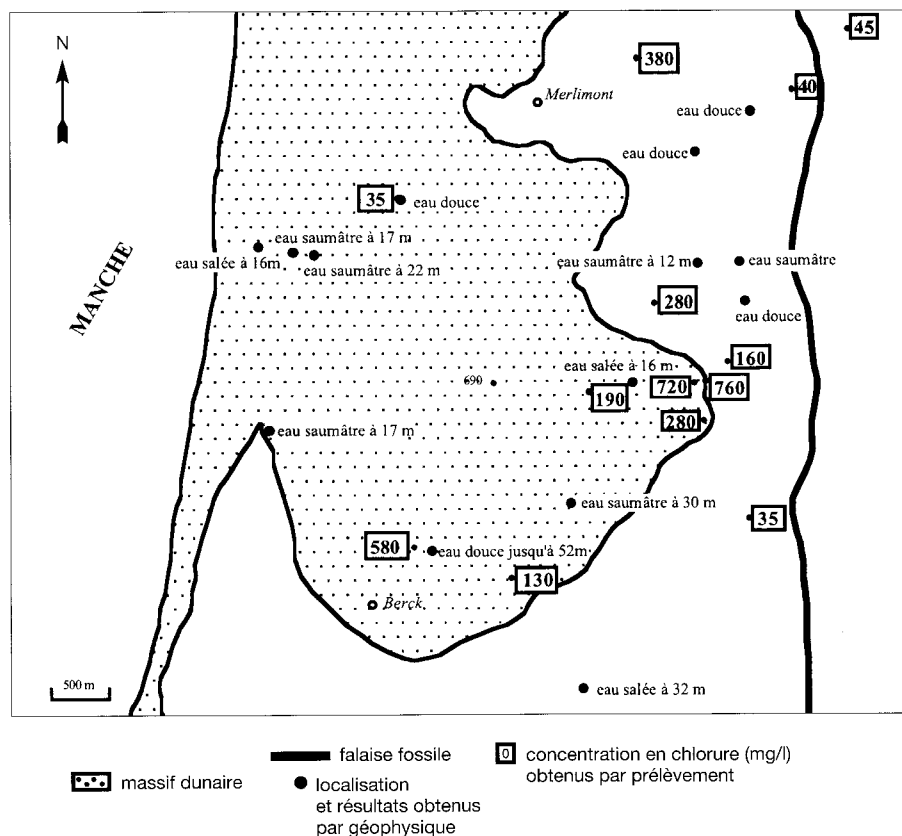 45
N
380
40
Merlimont
eau douce
eau douce
35
eau douce
eau saumâtre à 17 m
eau salée à 16m
eau saumâtre à 22 m
eau saumâtre à 12 m
eau saumâtre
MANCHE
280
eau douce
160
eau salée à 16 m
690
720
760
190
280
eau saumâtre à 17 m
eau saumâtre à 30 m
35
580
eau douce jusqu'à 52m
130
Berck
500 m
eau salée à 32 m
falaise fossile
0
concentration en chlorure (mg/l)
obtenus par prélèvement
massif dunaire
localisation
et résultats obtenus
par géophysique